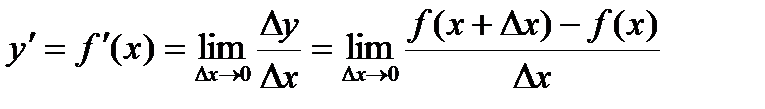 y′ = f′(x) = lim_{Δx→0} Δy/Δx = lim_{Δx→0} (f(x + Δx) − f(x))/Δx